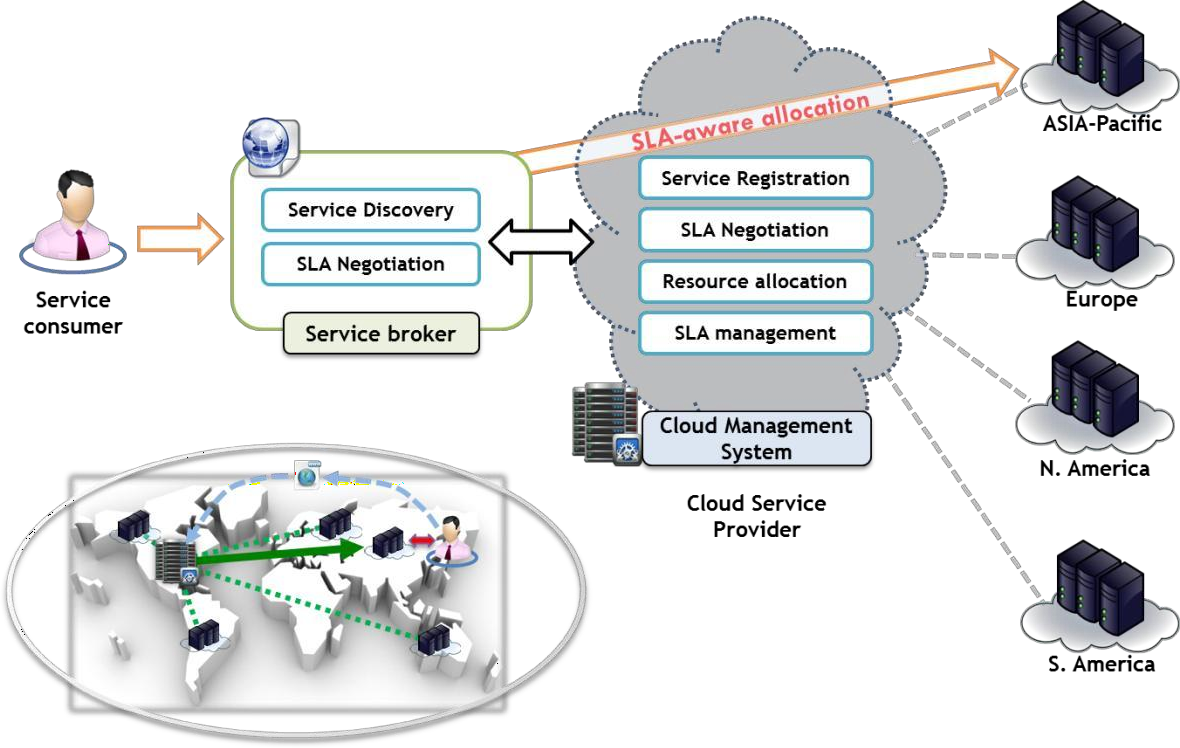 SLA-aware allocation
ASIA-Pacific
Service
consumer
Service Discovery
SLA Negotiation
Service broker
Service Registration
SLA Negotiation
Resource allocation
SLA management
Cloud Management
System
Cloud Service
Provider
Europe
N. America
S. America